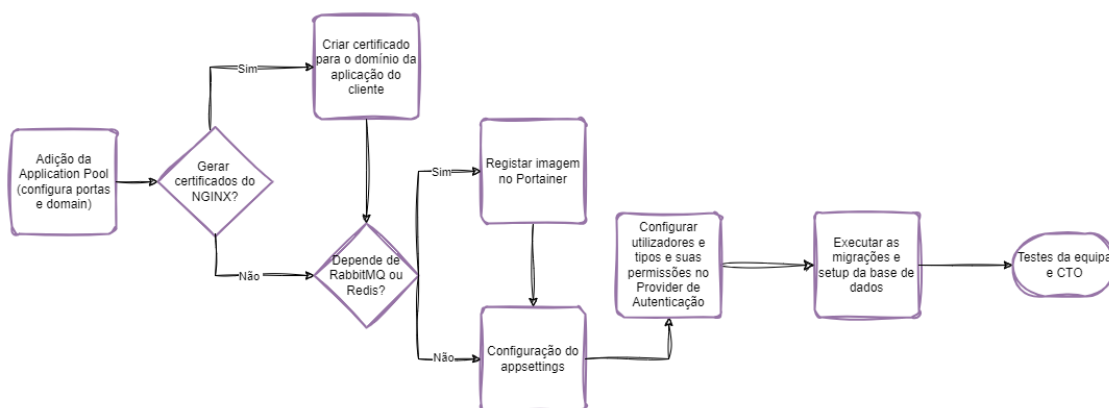 Adição da
Application Pool
(configura portas
e domain)
Gerar
certificados do
NGINX?
Sim
Criar certificado
para o domínio da
aplicação do
cliente
Não
Depende de
RabbitMQ ou
Redis?
Sim
Registar imagem
no Portainer
Não
Configuração do
appsettings
Configurar
utilizadores e
tipos e suas
permissões no
Provider de
Autenticação
Executar as
migrações e
setup da base de
dados
Testes da equipa
e CTO